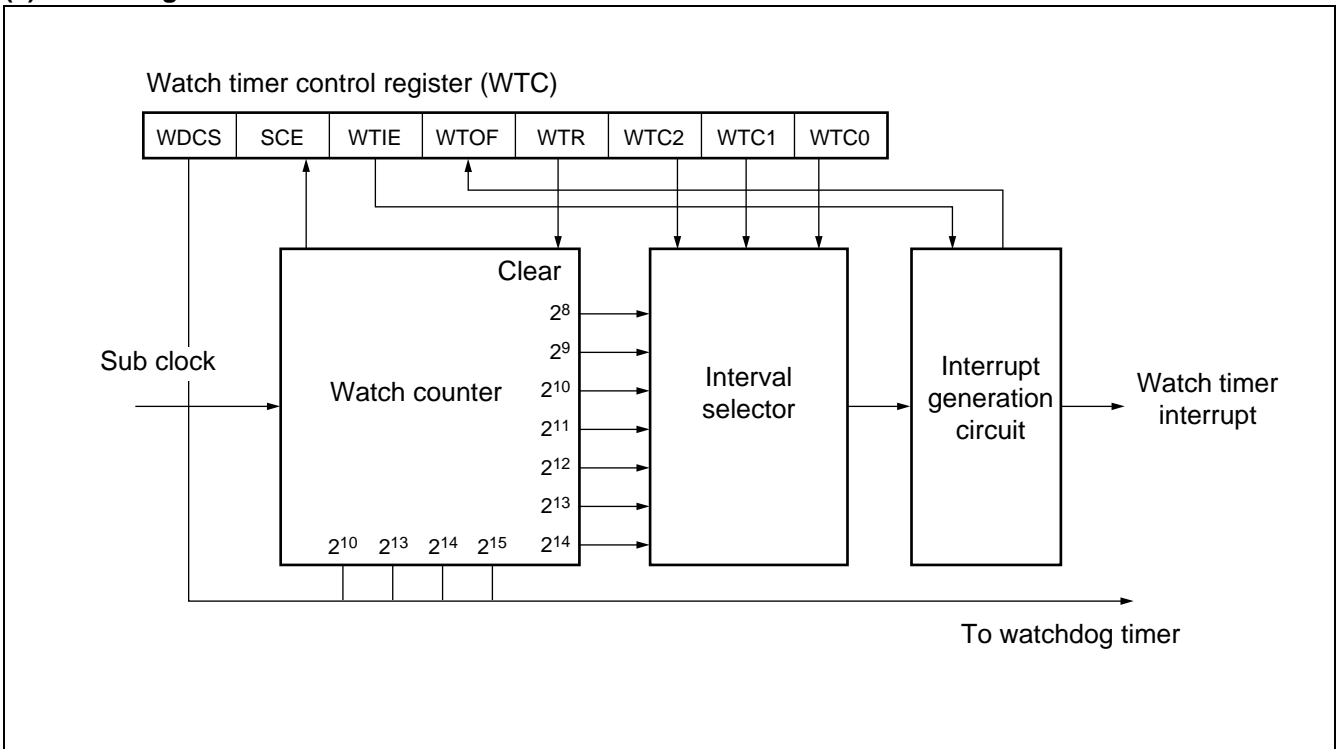 Watch timer control register (WTC)
WDCS SCE WTIE WTOF WTR WTC2 WTC1 WTC0
Clear
2⁸
2⁹
2¹⁰
2¹¹
2¹²
2¹³
2¹⁴
Sub clock
Watch counter
2¹⁰ 2¹³ 2¹⁴ 2¹⁵
Interval
selector
Interrupt
generation
circuit
Watch timer
interrupt
To watchdog timer